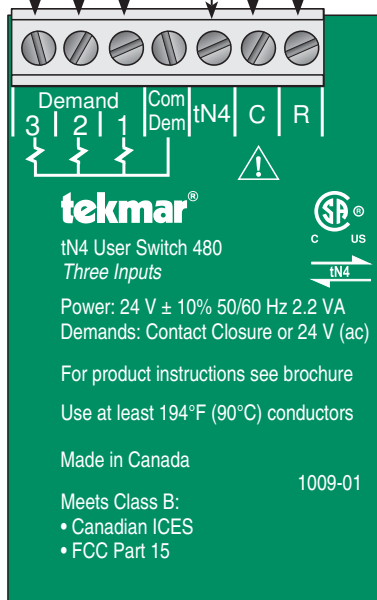 Demand Com
3 2 1 Dem tN4 C R
tekmar®
SA ®
C US
tN4
tN4 User Switch 480
Three Inputs
Power: 24 V ± 10% 50/60 Hz 2.2 VA
Demands: Contact Closure or 24 V (ac)
For product instructions see brochure
Use at least 194°F (90°C) conductors
Made in Canada
1009-01
Meets Class B:
• Canadian ICES
• FCC Part 15